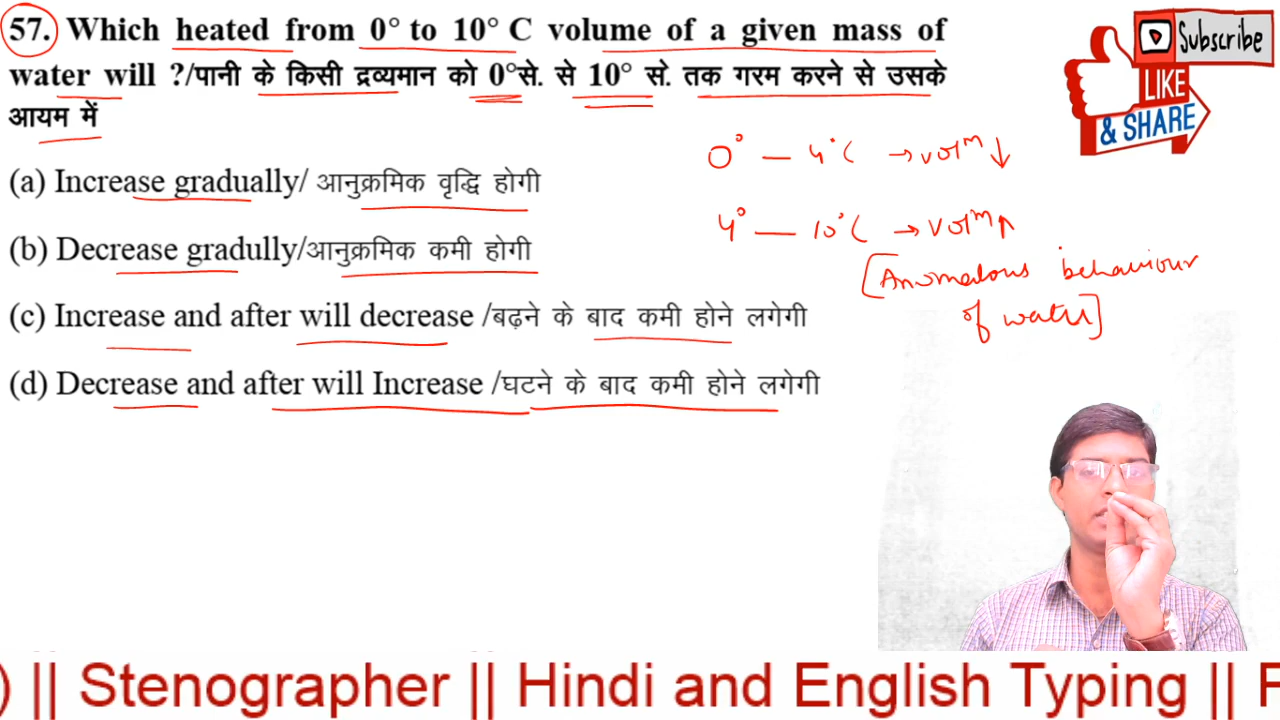 57. Which heated from 0° to 10° C volume of a given mass of
water will ?/पानी के किसी द्रव्यमान को 0°से. से 10° से. तक गरम करने से उसके
आयम में
(a) Increase gradually/ आनुक्रमिक वृद्धि होगी
(b) Decrease gradully/आनुक्रमिक कमी होगी
(c) Increase and after will decrease /बढ़ने के बाद कमी होने लगेगी
(d) Decrease and after will Increase /घटने के बाद कमी होने लगेगी
0° — 4°C → volm ↓
4° — 10°C → volm ↑
[Anomalous behaviour
of water]
Subscribe
LIKE
& SHARE
) || Stenographer || Hindi and English Typing || F